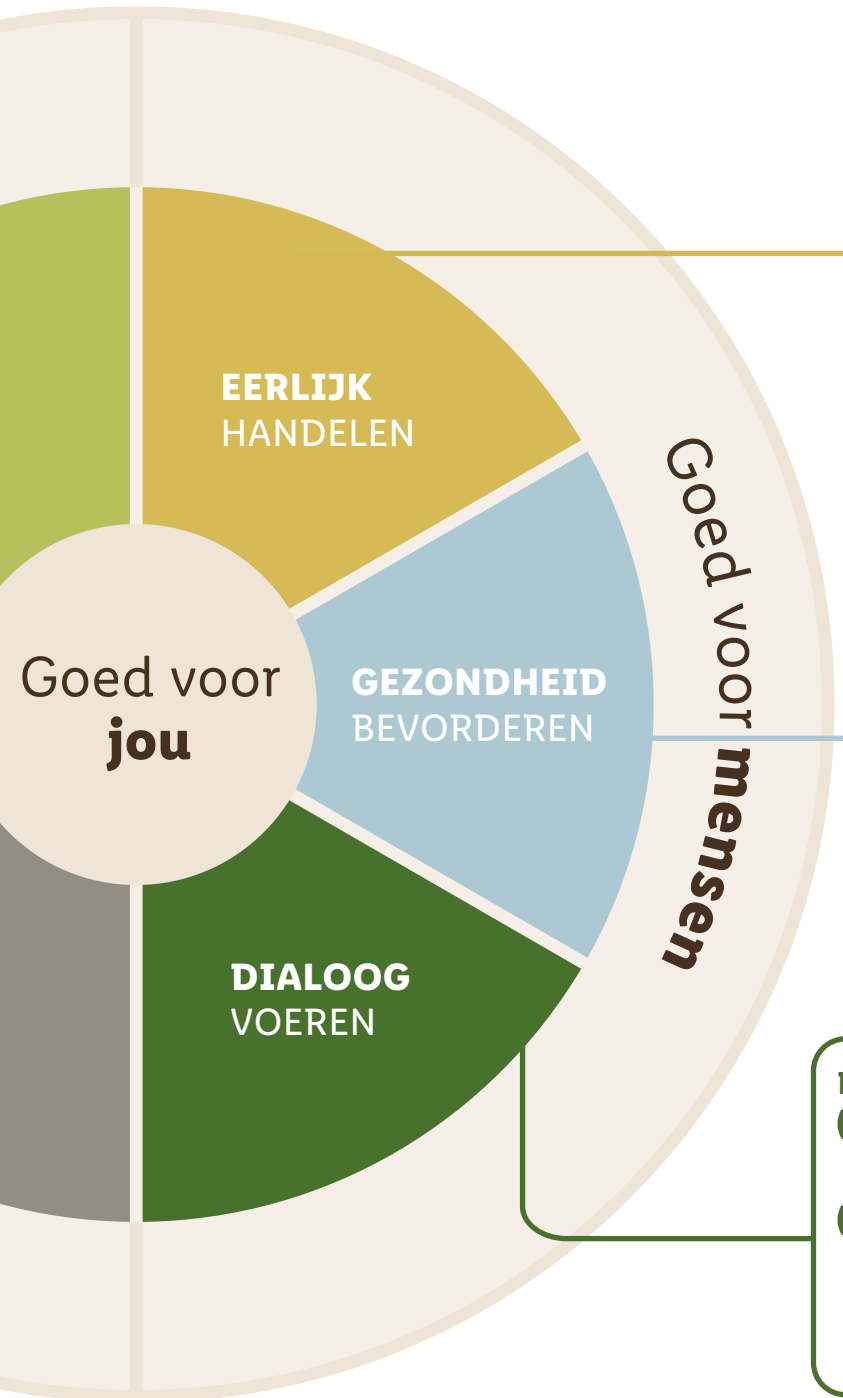 EERLIJK
HANDELEN
Goed voor mensen
Goed voor
jou
GEZONDHEID
BEVORDEREN
DIALOOG
VOEREN